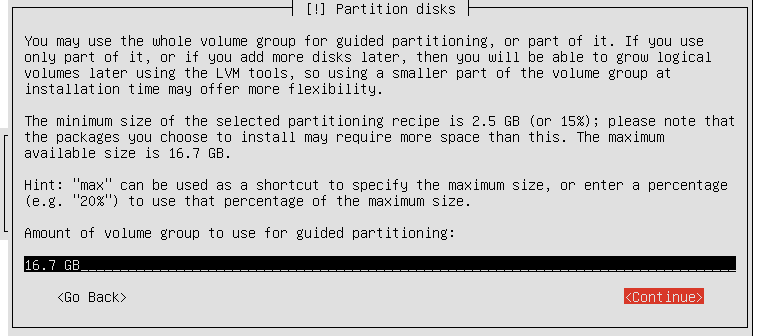 [!] Partition disks
You may use the whole volume group for guided partitioning, or part of it. If you use
only part of it, or if you add more disks later, then you will be able to grow logical
volumes later using the LVM tools, so using a smaller part of the volume group at
installation time may offer more flexibility.
The minimum size of the selected partitioning recipe is 2.5 GB (or 15%); please note that
the packages you choose to install may require more space than this. The maximum
available size is 16.7 GB.
Hint: "max" can be used as a shortcut to specify the maximum size, or enter a percentage
(e.g. "20%") to use that percentage of the maximum size.
Amount of volume group to use for guided partitioning:
16.7 GB
<Go Back> <Continue>